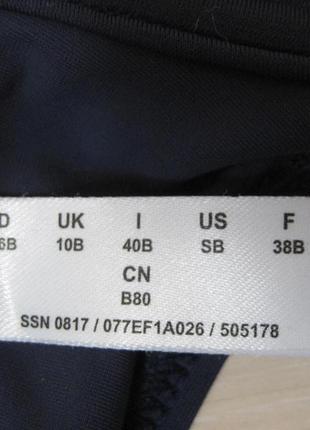 D UK I US F
6B 10B 40B SB 38B
CN
B80
SSN 0817 / 077EF1A026 / 505178